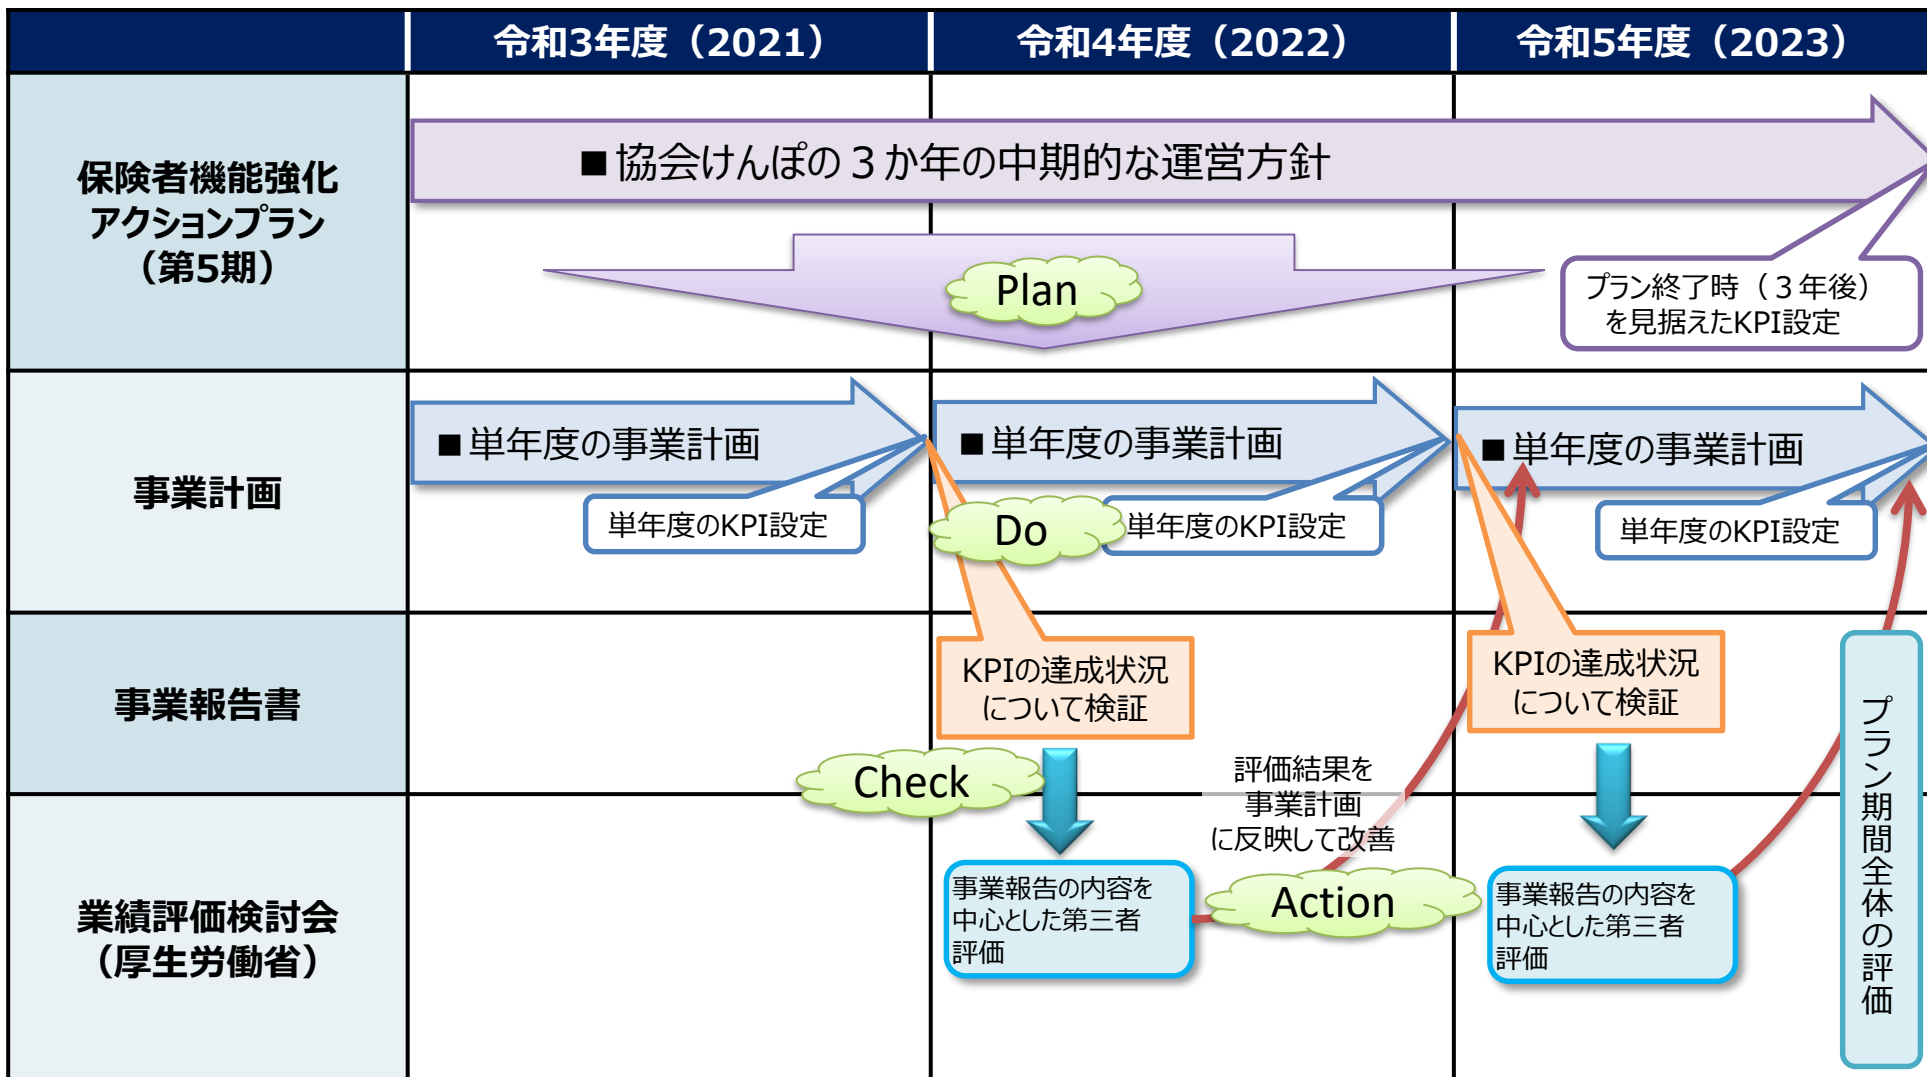 令和3年度（2021）
令和4年度（2022）
令和5年度（2023）
保険者機能強化
アクションプラン
（第5期）
■協会けんぽの３か年の中期的な運営方針
Plan
プラン終了時（３年後）
を見据えたKPI設定
事業計画
■単年度の事業計画
単年度のKPI設定
■単年度の事業計画
Do
単年度のKPI設定
■単年度の事業計画
単年度のKPI設定
事業報告書
KPIの達成状況
について検証
KPIの達成状況
について検証
Check
評価結果を
事業計画
に反映して改善
業績評価検討会
（厚生労働省）
事業報告の内容を
中心とした第三者
評価
Action
事業報告の内容を
中心とした第三者
評価
プラン期間全体の評価